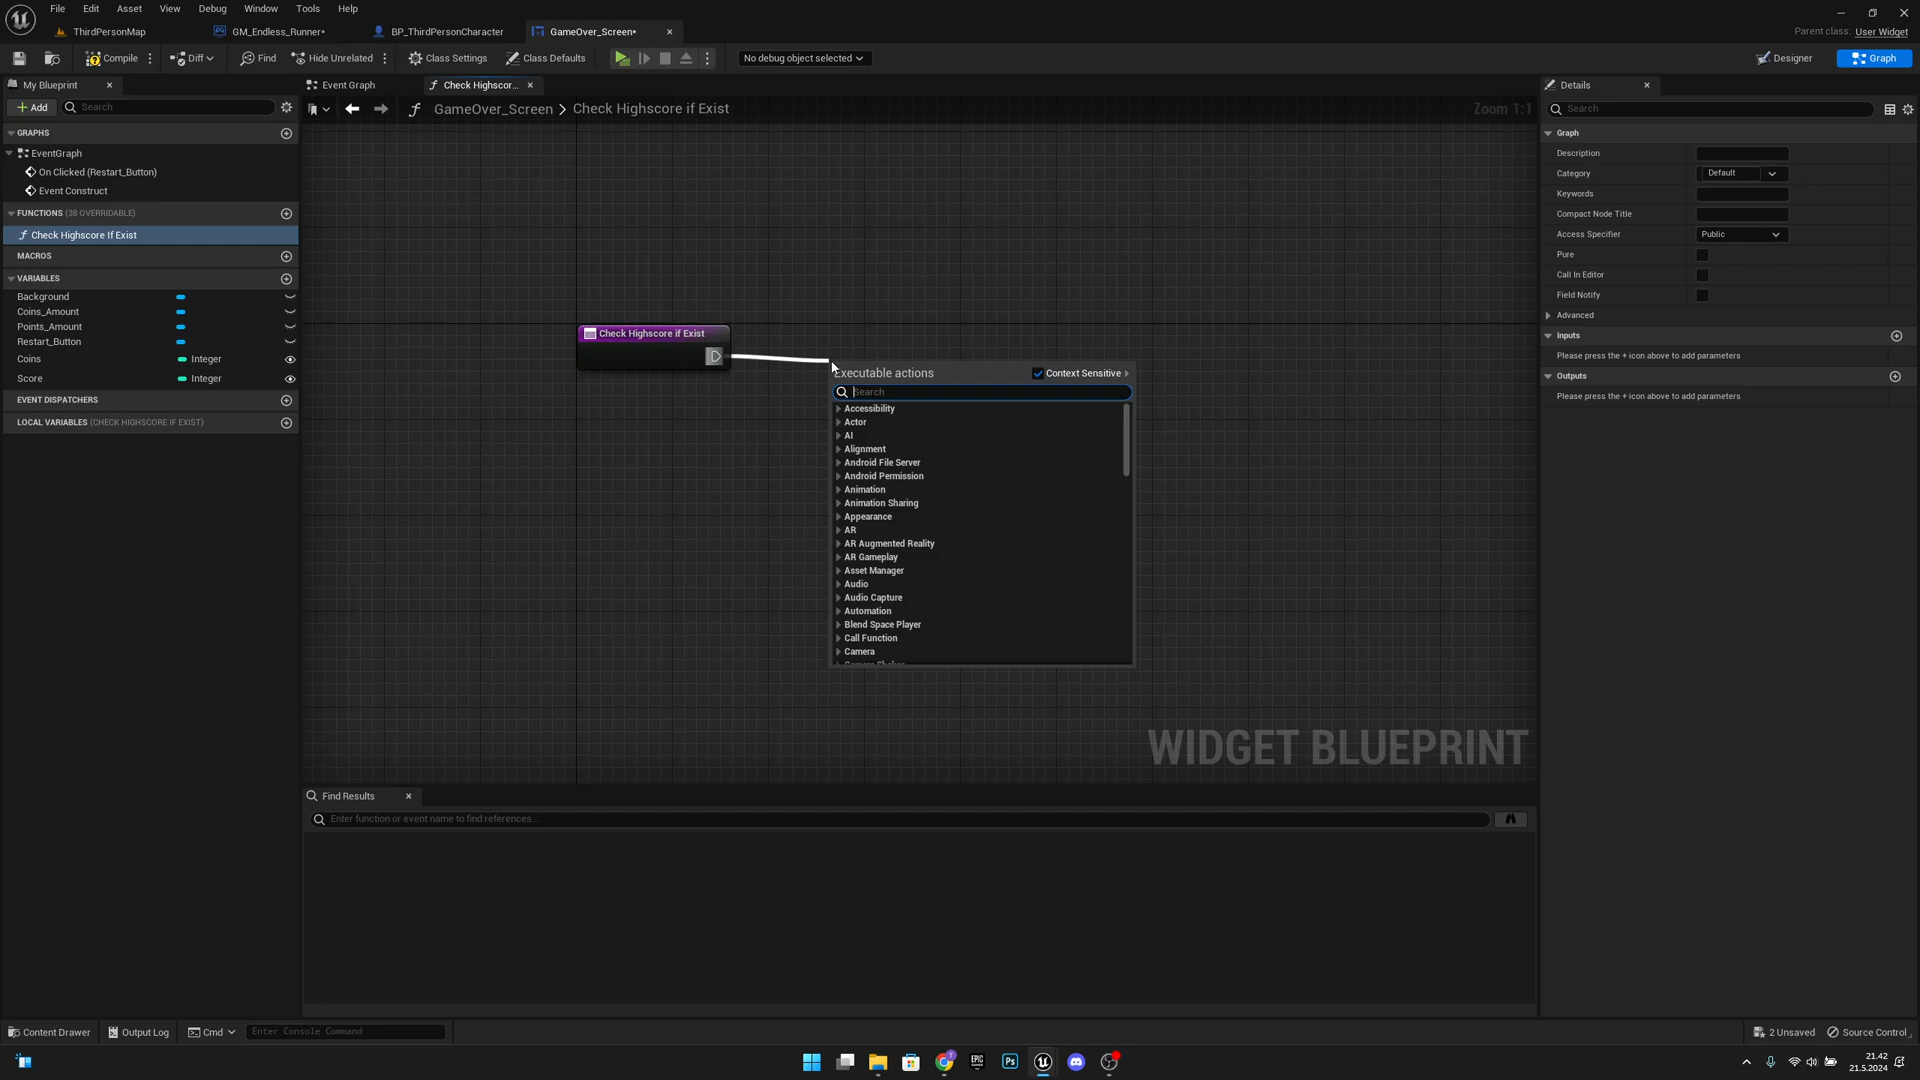 File Edit Asset View Debug Window Tools Help
ThirdPersonMap GM_Endless_Runner* BP_ThirdPersonCharacter GameOver_Screen*
Parent class: User Widget
Compile Diff Find Hide Unrelated Class Settings Class Defaults No debug object selected Designer Graph
My Blueprint Event Graph Check Highscor... Details
Add Search GameOver_Screen > Check Highscore if Exist Zoom 1:1 Search
GRAPHS
EventGraph
On Clicked (Restart_Button)
Event Construct
FUNCTIONS (38 OVERRIDABLE)
Check Highscore If Exist
MACROS
VARIABLES
Background
Coins_Amount
Points_Amount
Restart_Button
Coins Integer
Score Integer
EVENT DISPATCHERS
LOCAL VARIABLES (CHECK HIGHSCORE IF EXIST)
Check Highscore if Exist
Executable actions Context Sensitive
Search
Accessibility
Actor
AI
Alignment
Android File Server
Android Permission
Animation
Animation Sharing
Appearance
AR
AR Augmented Reality
AR Gameplay
Asset Manager
Audio
Audio Capture
Automation
Blend Space Player
Call Function
Camera
WIDGET BLUEPRINT
Graph
Description
Category Default
Keywords
Compact Node Title
Access Specifier Public
Pure
Call In Editor
Field Notify
Advanced
Inputs
Please press the + icon above to add parameters
Outputs
Please press the + icon above to add parameters
Find Results
Enter function or event name to find references...
Content Drawer Output Log Cmd Enter Console Command 2 Unsaved Source Control
EPIC Ps
21.42
21.5.2024